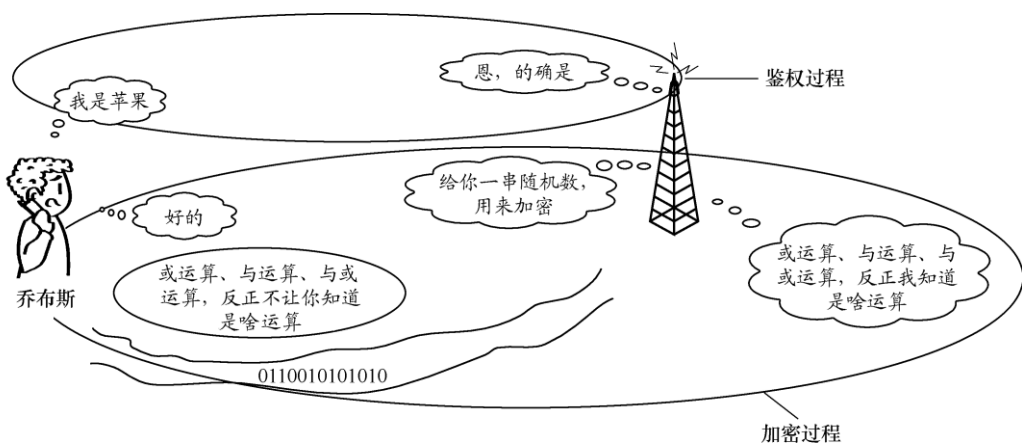 恩，的确是
鉴权过程
我是苹果
给你一串随机数，
用来加密
好的
或运算、与运算、与或
运算，反正不让你知道
是啥运算
或运算、与运算、与
或运算，反正我知道
是啥运算
乔布斯
0110010101010
加密过程